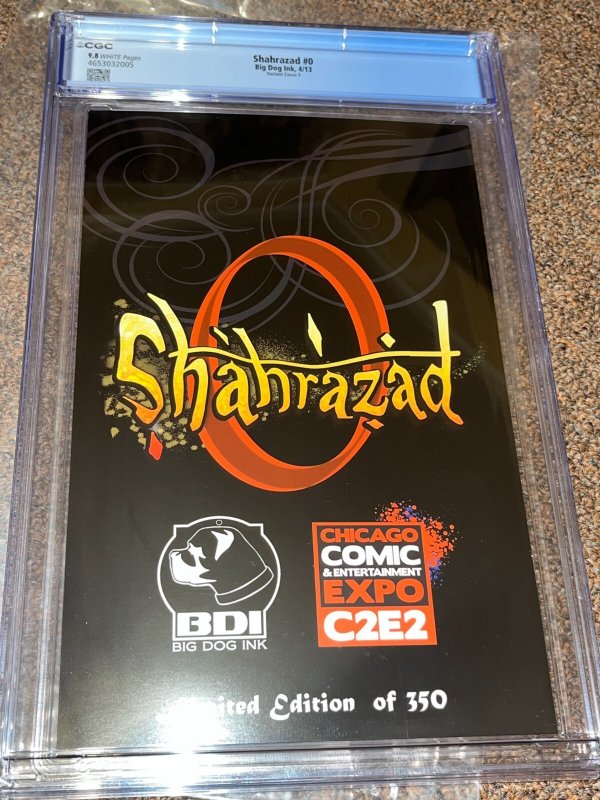 CGC
9.8 WHITE Pages
4653032005
Shahrazad #0
Big Dog Ink, 4/13
Variant Cover F
0
Shahrazad
BDI
BIG DOG INK
CHICAGO
COMIC
& ENTERTAINMENT
EXPO
C2E2
Edition of 350